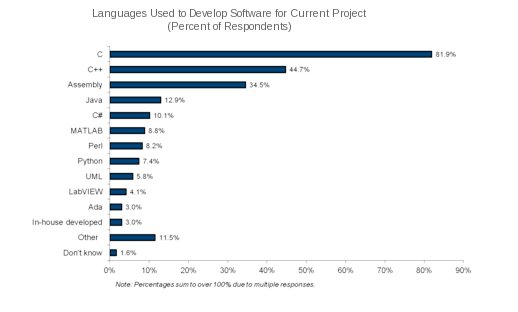 Languages Used to Develop Software for Current Project
(Percent of Respondents)
C 81.9%
C++ 44.7%
Assembly 34.5%
Java 12.9%
C# 10.1%
MATLAB 8.8%
Perl 8.2%
Python 7.4%
UML 5.8%
LabVIEW 4.1%
Ada 3.0%
In-house developed 3.0%
Other 11.5%
Don't know 1.6%
0% 10% 20% 30% 40% 50% 60% 70% 80% 90%
Note: Percentages sum to over 100% due to multiple responses.